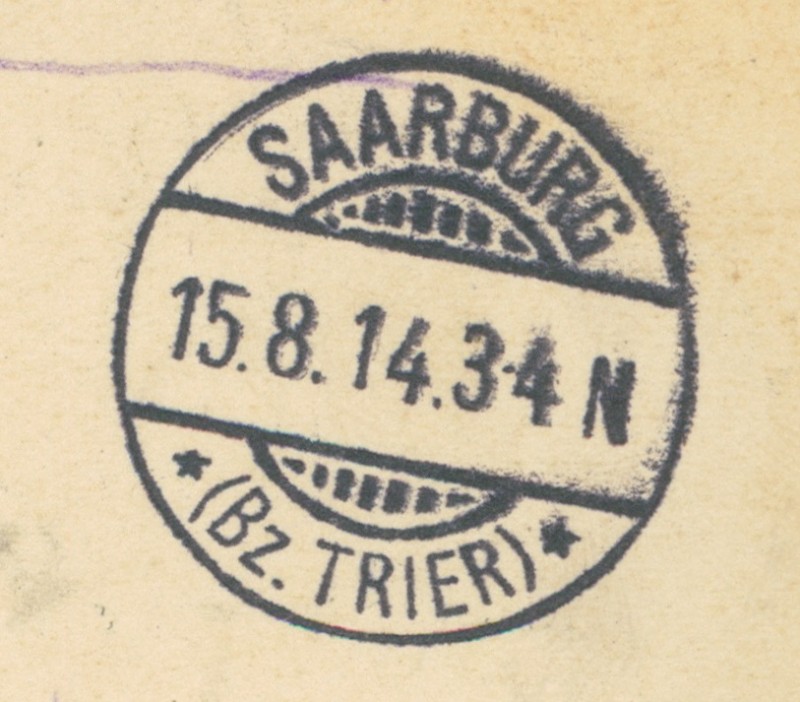 SAARBURG
15.8.14.3-4 N
* (Bz. TRIER) *